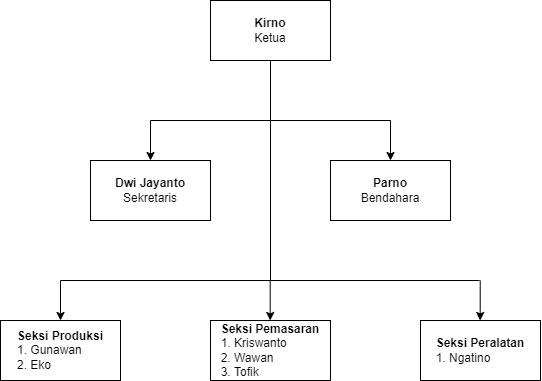 Kirno
Ketua
Dwi Jayanto
Sekretaris
Parno
Bendahara
Seksi Produksi
1. Gunawan
2. Eko
Seksi Pemasaran
1. Kriswanto
2. Wawan
3. Tofik
Seksi Peralatan
1. Ngatino